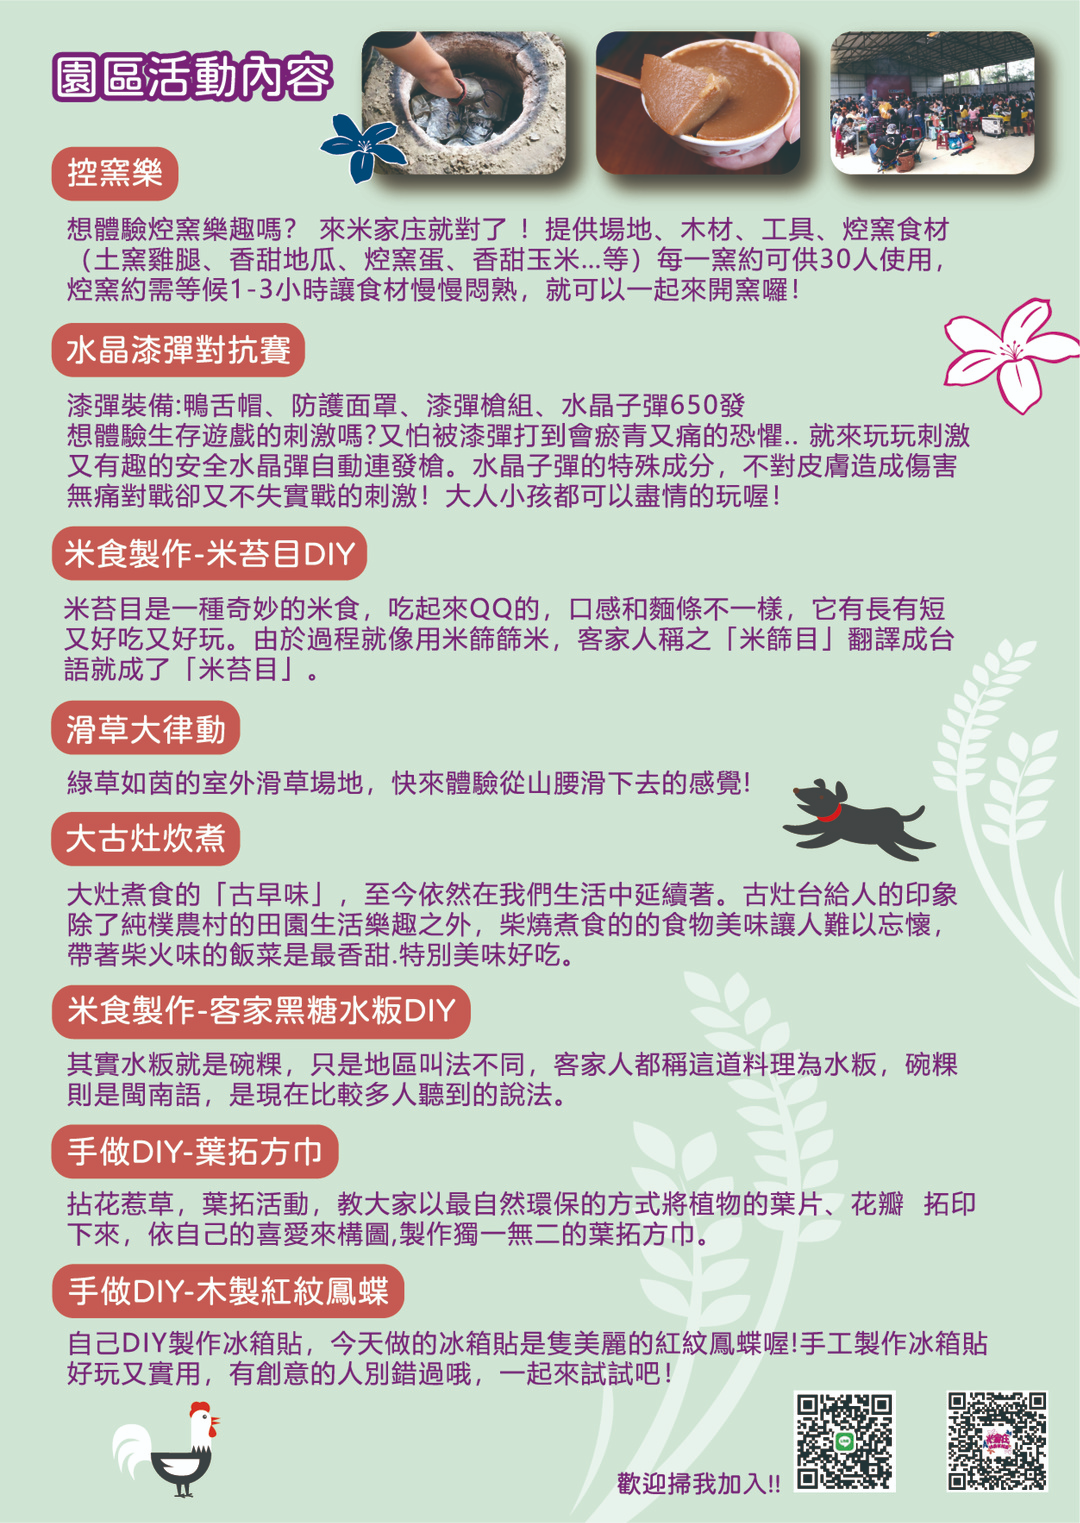 園區活動內容
控窯樂
想體驗焢窯樂趣嗎? 來米家庒就對了 ! 提供場地、木材、工具、焢窯食材
（土窯雞腿、香甜地瓜、焢窯蛋、香甜玉米...等）每一窯約可供30人使用,
焢窯約需等候1-3小時讓食材慢慢悶熟, 就可以一起來開窯囉!
水晶漆彈對抗賽
漆彈裝備:鴨舌帽、防護面罩、漆彈槍組、水晶子彈650發
想體驗生存遊戲的刺激嗎?又怕被漆彈打到會瘀青又痛的恐懼.. 就來玩玩刺激
又有趣的安全水晶彈自動連發槍。水晶子彈的特殊成分, 不對皮膚造成傷害
無痛對戰卻又不失實戰的刺激! 大人小孩都可以盡情的玩喔!
米食製作-米苔目DIY
米苔目是一種奇妙的米食, 吃起來QQ的, 口感和麵條不一樣, 它有長有短
又好吃又好玩。由於過程就像用米篩篩米, 客家人稱之「米篩目」翻譯成台
語就成了「米苔目」。
滑草大律動
綠草如茵的室外滑草場地, 快來體驗從山腰滑下去的感覺!
大古灶炊煮
大灶煮食的「古早味」, 至今依然在我們生活中延續著。古灶台給人的印象
除了純樸農村的田園生活樂趣之外, 柴燒煮食的的食物美味讓人難以忘懷,
帶著柴火味的飯菜是最香甜.特別美味好吃。
米食製作-客家黑糖水粄DIY
其實水粄就是碗粿, 只是地區叫法不同, 客家人都稱這道料理為水粄, 碗粿
則是閩南語, 是現在比較多人聽到的說法。
手做DIY-葉拓方巾
拈花惹草, 葉拓活動, 教大家以最自然環保的方式將植物的葉片、花瓣 拓印
下來, 依自己的喜愛來構圖,製作獨一無二的葉拓方巾。
手做DIY-木製紅紋鳳蝶
自己DIY製作冰箱貼, 今天做的冰箱貼是隻美麗的紅紋鳳蝶喔!手工製作冰箱貼
好玩又實用, 有創意的人別錯過哦, 一起來試試吧!
歡迎掃我加入!!
LINE